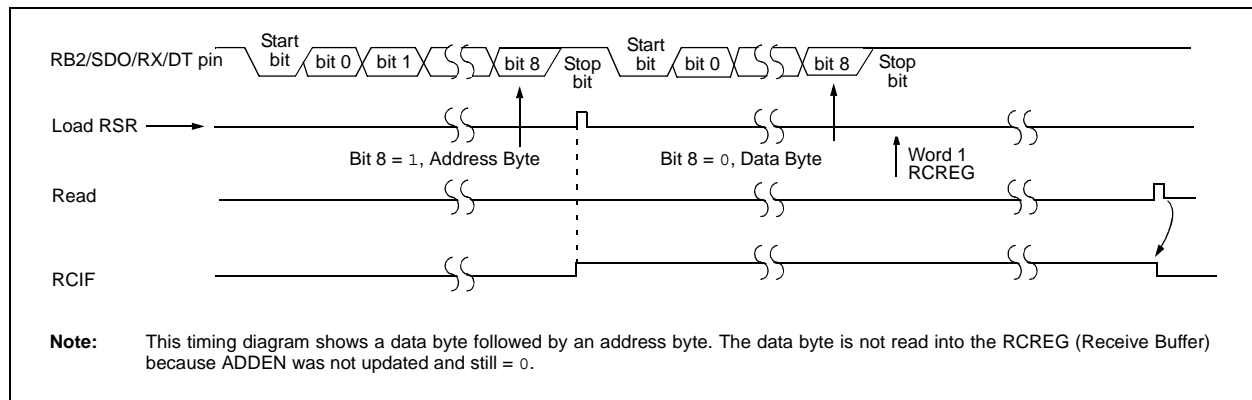 RB2/SDO/RX/DT pin
Start
bit
bit 0
bit 1
bit 8
Stop
bit
Start
bit
bit 0
bit 8
Stop
bit
Load RSR
Bit 8 = 1, Address Byte
Bit 8 = 0, Data Byte
Word 1
RCREG
Read
RCIF
Note: This timing diagram shows a data byte followed by an address byte. The data byte is not read into the RCREG (Receive Buffer)
because ADDEN was not updated and still = 0.